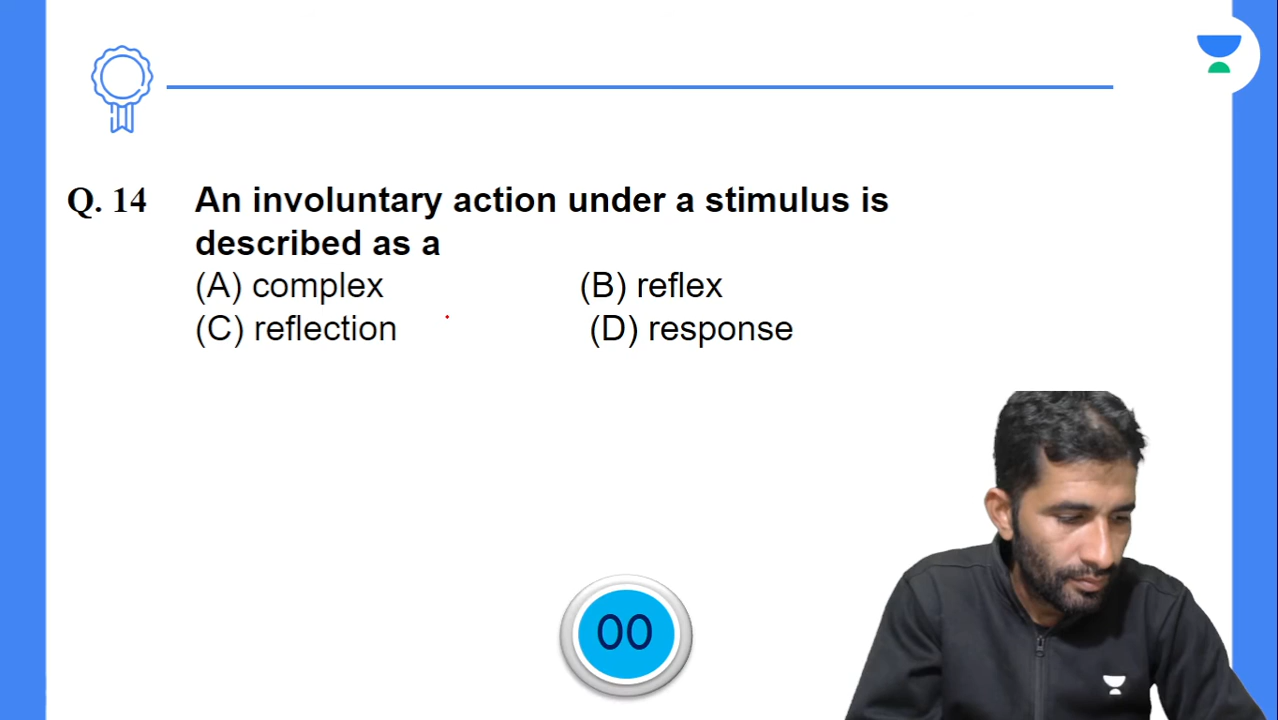 Q. 14 An involuntary action under a stimulus is
described as a
(A) complex (B) reflex
(C) reflection (D) response
00